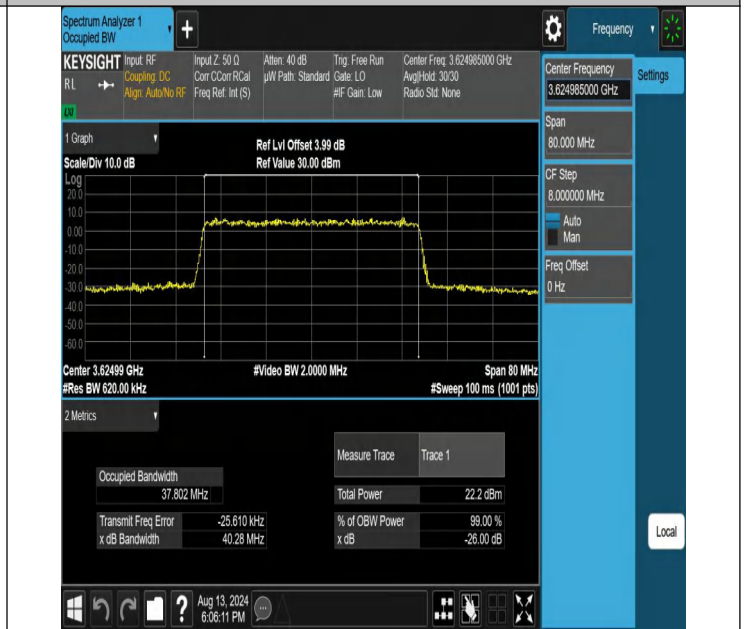 Spectrum Analyzer 1
Occupied BW
+
Frequency
KEYSIGHT
RL
LXI
Input: RF
Coupling: DC
Align: Auto/No RF
Input Z: 50 Ω
Corr CCorr RCal
Freq Ref: Int (S)
Atten: 40 dB
µW Path: Standard
Trig: Free Run
Gate: LO
#IF Gain: Low
Center Freq: 3.624985000 GHz
Avg|Hold: 30/30
Radio Std: None
Center Frequency
3.624985000 GHz
Settings
Span
80.000 MHz
CF Step
8.000000 MHz
Auto
Man
Freq Offset
0 Hz
1 Graph
Scale/Div 10.0 dB
Ref Lvl Offset 3.99 dB
Ref Value 30.00 dBm
Log
20.0
10.0
0.00
-10.0
-20.0
-30.0
-40.0
-50.0
-60.0
Center 3.62499 GHz
#Video BW 2.0000 MHz
Span 80 MHz
#Res BW 620.00 kHz
#Sweep 100 ms (1001 pts)
2 Metrics
Measure Trace Trace 1
Occupied Bandwidth
37.802 MHz
Total Power 22.2 dBm
Transmit Freq Error -25.610 kHz
% of OBW Power 99.00 %
x dB Bandwidth 40.28 MHz
x dB -26.00 dB
Local
?
Aug 13, 2024
6:06:11 PM